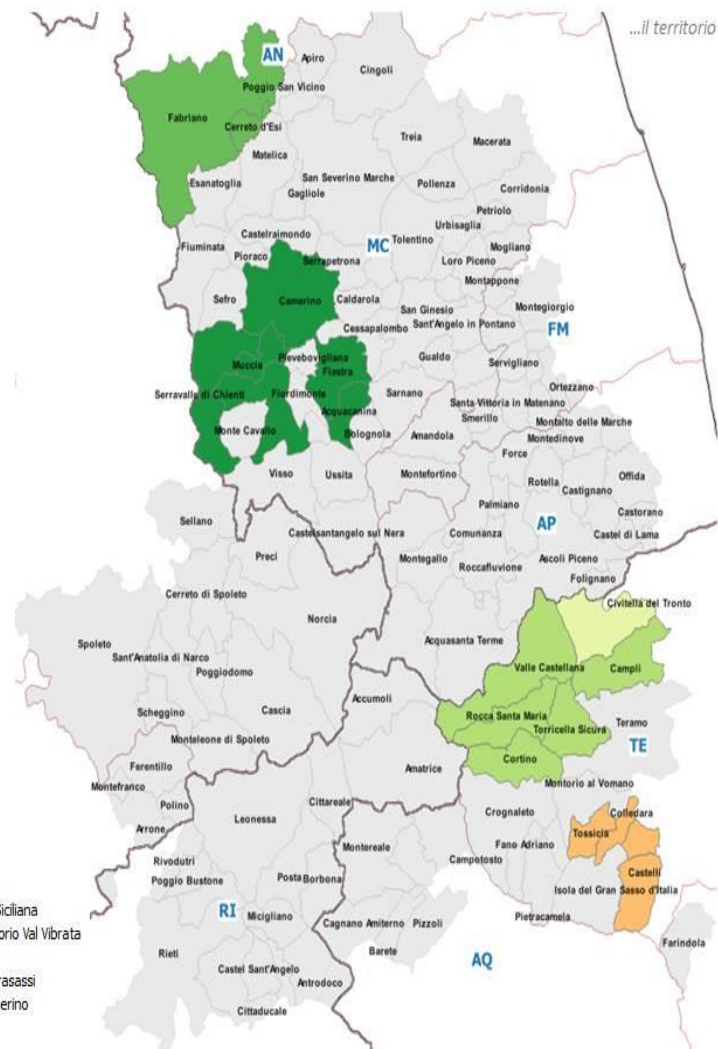 ...il territorio
AN
Apiro
Cingoli
Poggio San Vicino
Fabriano
Cerreto d'Esi
Treia
Macerata
Matelica
Esanatoglia
San Severino Marche
Pollenza
Corridonia
Gagliole
Petriolo
Urbisaglia
Castelraimondo
Fiuminata
MC
Tolentino
Mogliano
Pioraco
Serrapetrona
Loro Piceno
Montappone
Sefro
Camerino
Caldarola
San Ginesio
Montegiorgio
Cessapalombo
Sant'Angelo in Pontano
FM
Muccia
Pievebovigliana
Gualdo
Servigliano
Fiastra
Serravalle di Chienti
Fiordimonte
Sarnano
Ortezzano
Acquacanina
Santa Vittoria in Matenano
Monte Cavallo
Bolognola
Amandola
Smerillo
Montalto delle Marche
Montedinove
Force
Visso
Ussita
Montefortino
Rotella
Offida
Castignano
Palmiano
Sellano
Castorano
Castelsantangelo sul Nera
Comunanza
AP
Castel di Lama
Preci
Montegallo
Ascoli Piceno
Roccafluvione
Folignano
Cerreto di Spoleto
Civitella del Tronto
Norcia
Spoleto
Acquasanta Terme
Sant'Anatolia di Narco
Valle Castellana
Campli
Poggiodomo
Accumoli
Scheggino
Cascia
Rocca Santa Maria
Teramo
Torricella Sicura
Monteleone di Spoleto
TE
Cortino
Ferentillo
Amatrice
Montefranco
Montorio al Vomano
Polino
Cittareale
Crognaleto
Colledara
Leonessa
Arrone
Tossicia
Montereale
Fano Adriano
Rivodutri
Campotosto
Castelli
Poggio Bustone
Posta
Borbona
Isola del Gran Sasso d'Italia
RI
Micigliano
Pietracamela
Cagnano Amiterno
Pizzoli
Farindola
Rieti
Barete
AQ
Castel Sant'Angelo
Antrodoco
Cittaducale